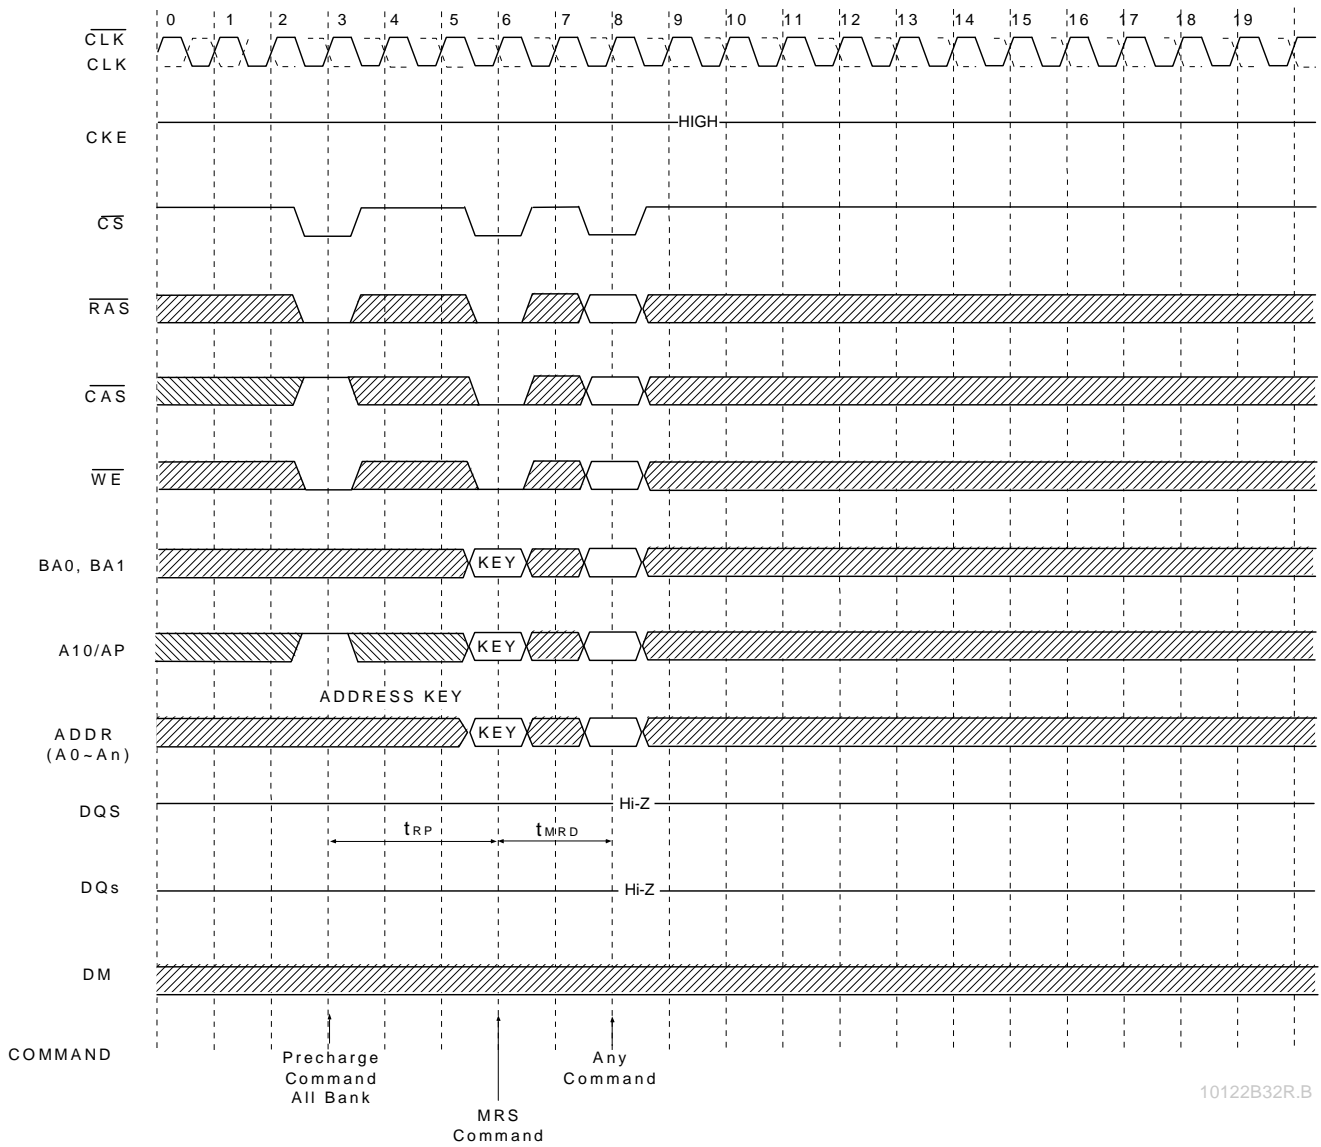 0 1 2 3 4 5 6 7 8 9 10 11 12 13 14 15 16 17 18 19
CLK
CLK
CKE
HIGH
CS
RAS
CAS
WE
BA0, BA1
KEY
A10/AP
KEY
ADDRESS KEY
ADDR
(A0~An)
KEY
DQS
Hi-Z
tRP
tMRD
DQs
Hi-Z
DM
COMMAND
Precharge
Command
All Bank
MRS
Command
Any
Command
10122B32R.B